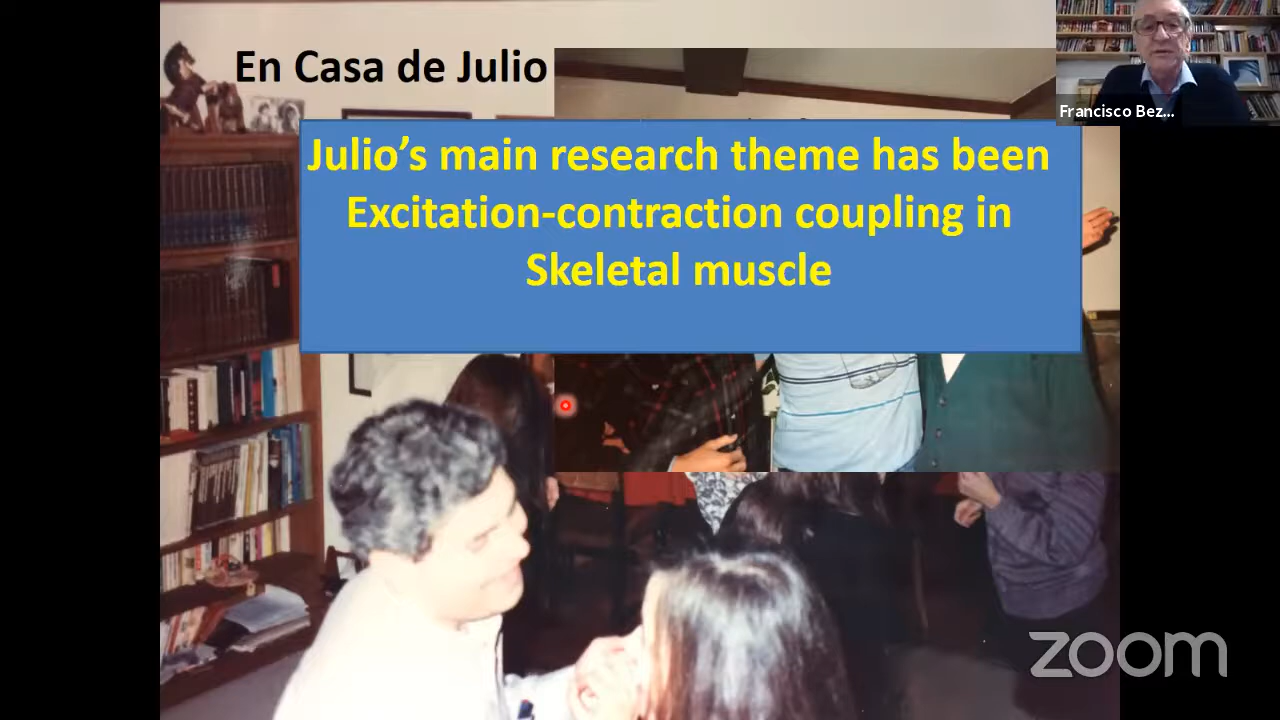 En Casa de Julio
Francisco Bez...
Julio's main research theme has been
Excitation-contraction coupling in
Skeletal muscle
zoom